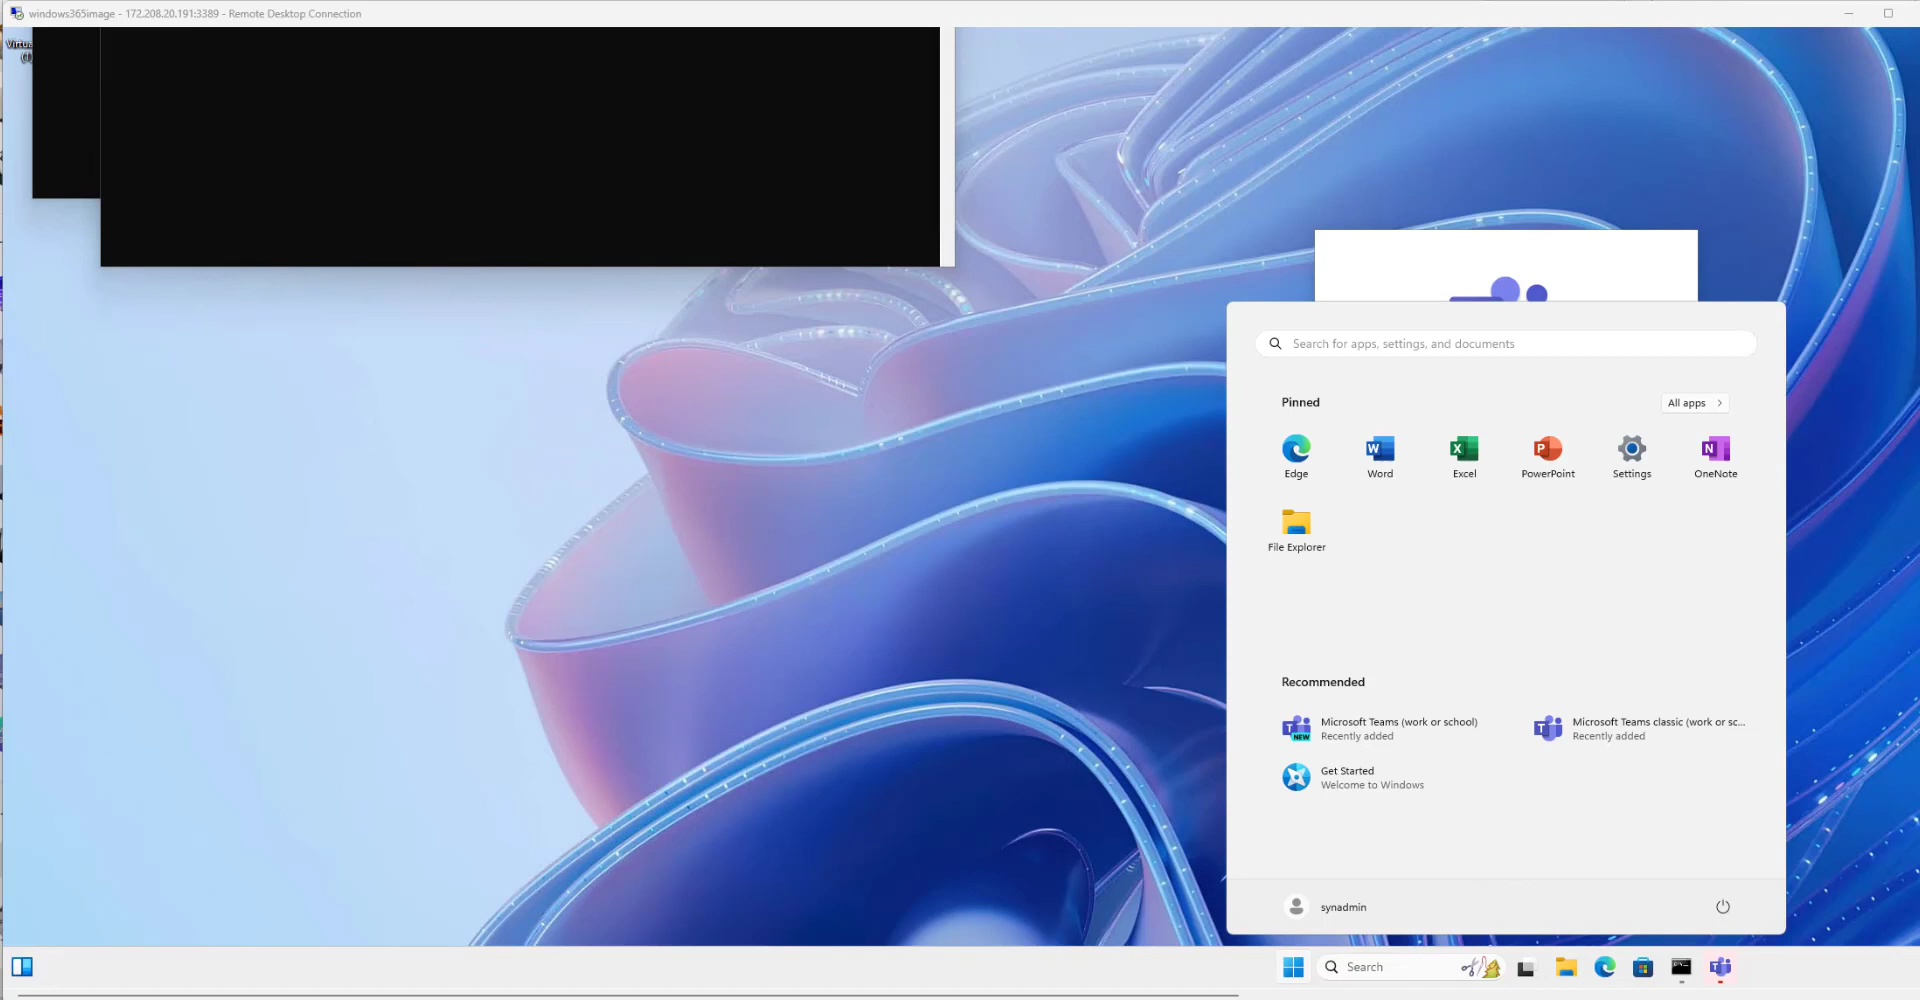 windows365image - 172.208.20.191:3389 - Remote Desktop Connection
Virtua
(1)
Search for apps, settings, and documents
Pinned
All apps
Edge
Word
Excel
PowerPoint
Settings
OneNote
File Explorer
Recommended
Microsoft Teams (work or school)
Recently added
Microsoft Teams classic (work or sc...
Recently added
Get Started
Welcome to Windows
synadmin
Search